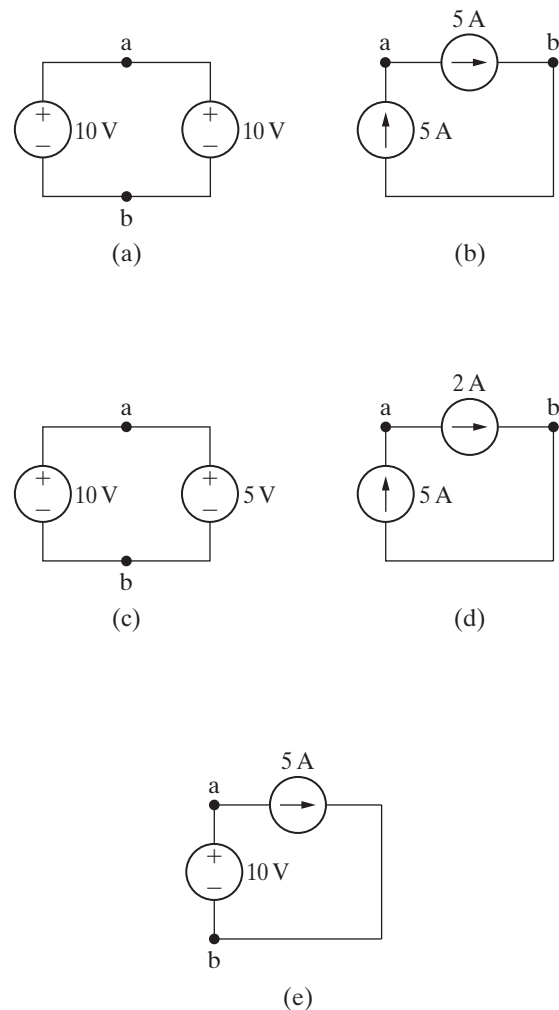 5 A
a a b
+ + 
10 V 10 V 5 A
− −
b
(a) (b)
2 A
a a b
+ +
10 V 5 V 5 A
− −
b
(c) (d)
5 A
a
+
10 V
−
b
(e)